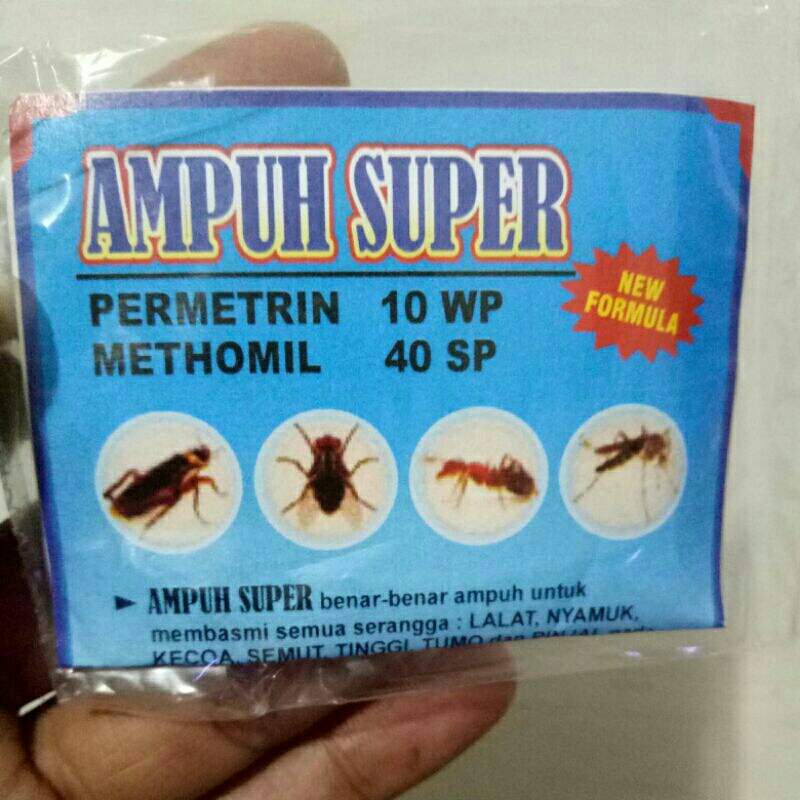 AMPUH SUPER
PERMETRIN 10 WP
METHOMIL 40 SP
NEW
FORMULA
► AMPUH SUPER benar-benar ampuh untuk
membasmi semua serangga : LALAT, NYAMUK,
KECOA, SEMUT, TINGGI, TUMO dan